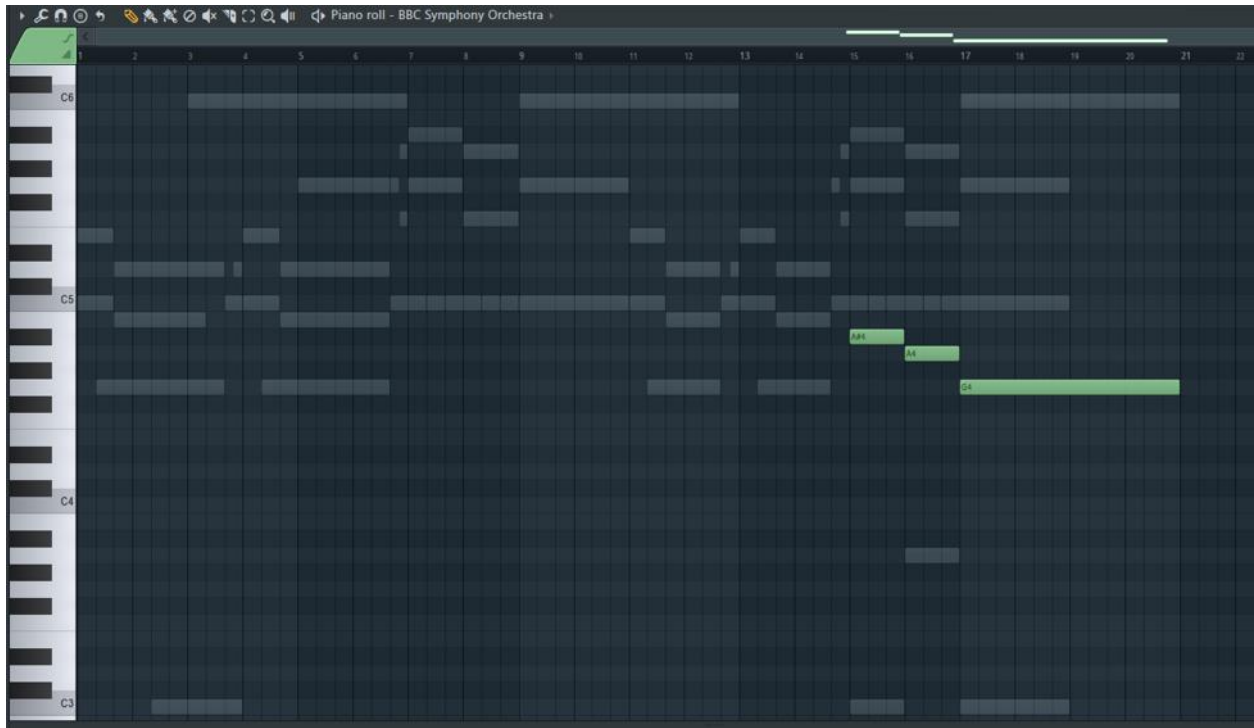 Piano roll - BBC Symphony Orchestra
1 2 3 4 5 6 7 8 9 10 11 12 13 14 15 16 17 18 19 20 21 22
C6
C5
A#4
A4
G4
C4
C3